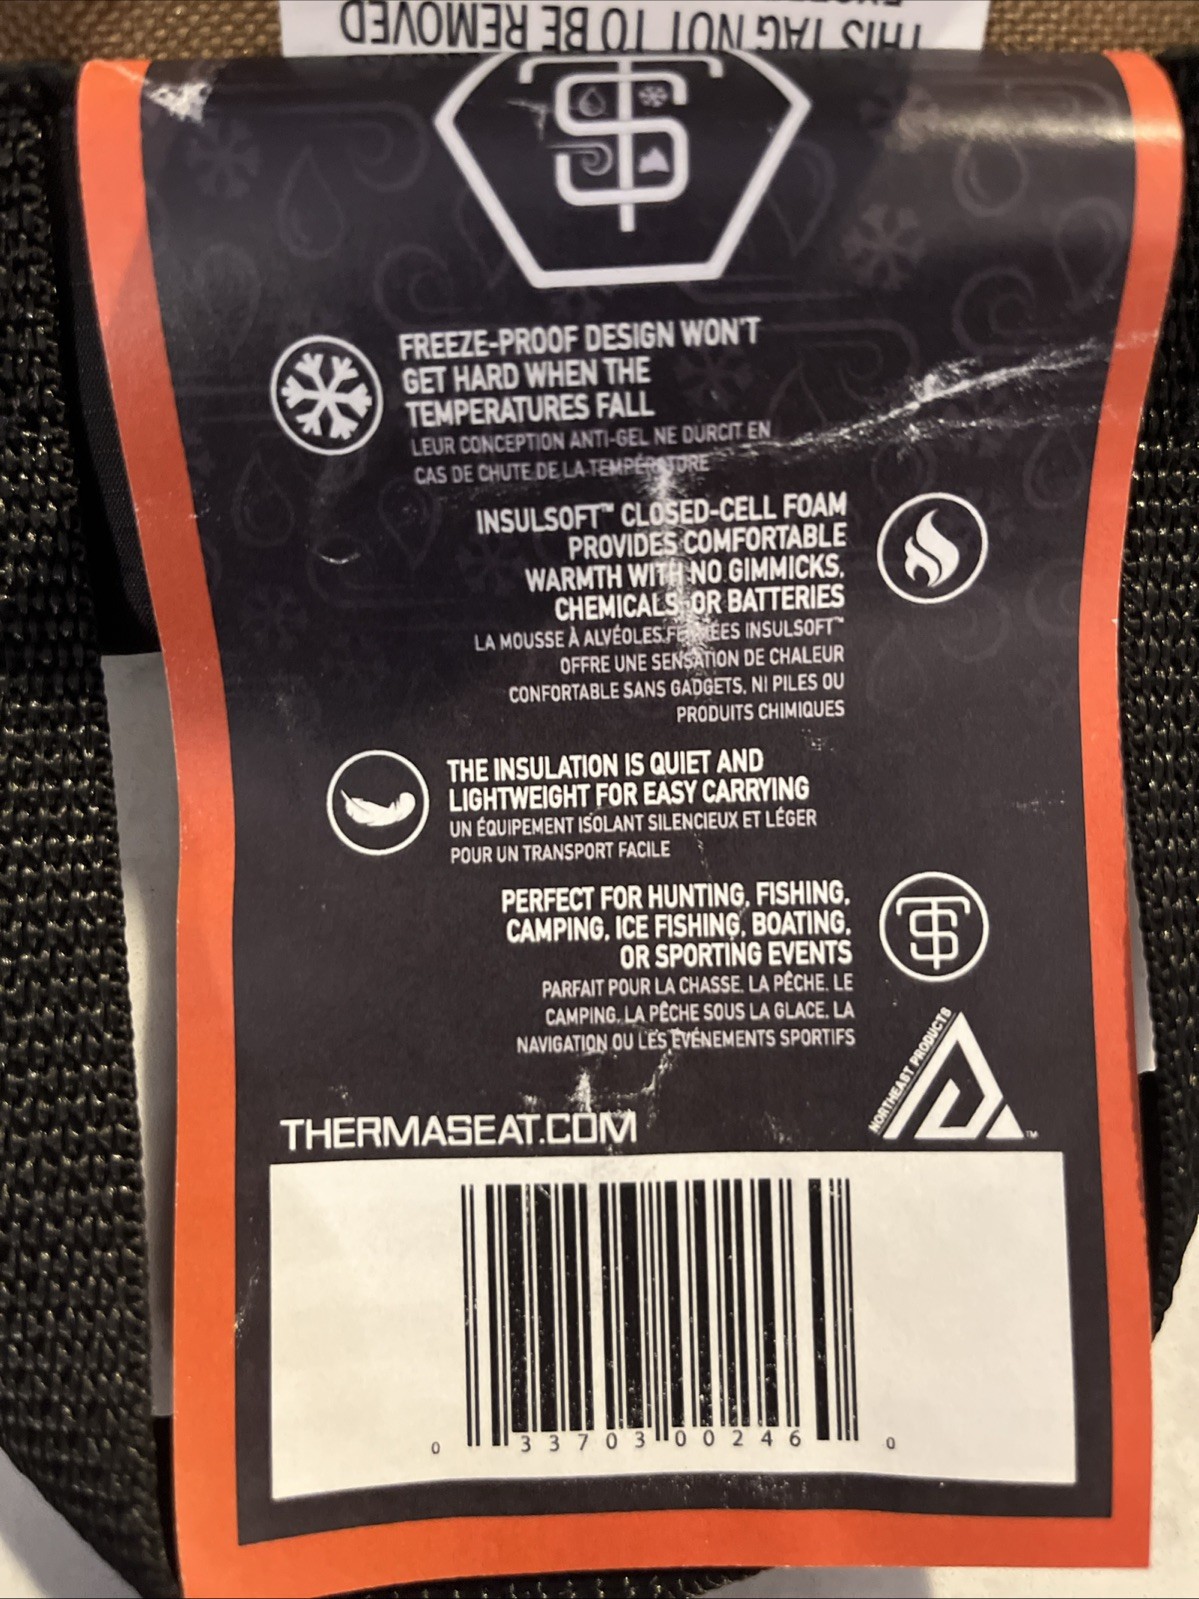 THIS TAG NOT TO BE REMOVED
FREEZE-PROOF DESIGN WON'T
GET HARD WHEN THE
TEMPERATURES FALL
LEUR CONCEPTION ANTI-GEL NE DURCIT EN
CAS DE CHUTE DE LA TEMPÉRATURE
INSULSOFT™ CLOSED-CELL FOAM
PROVIDES COMFORTABLE
WARMTH WITH NO GIMMICKS,
CHEMICALS OR BATTERIES
LA MOUSSE À ALVÉOLES FERMÉES INSULSOFT™
OFFRE UNE SENSATION DE CHALEUR
CONFORTABLE SANS GADGETS, NI PILES OU
PRODUITS CHIMIQUES
THE INSULATION IS QUIET AND
LIGHTWEIGHT FOR EASY CARRYING
UN ÉQUIPEMENT ISOLANT SILENCIEUX ET LÉGER
POUR UN TRANSPORT FACILE
PERFECT FOR HUNTING, FISHING,
CAMPING, ICE FISHING, BOATING,
OR SPORTING EVENTS
PARFAIT POUR LA CHASSE, LA PÊCHE, LE
CAMPING, LA PÊCHE SOUS LA GLACE, LA
NAVIGATION OU LES ÉVÉNEMENTS SPORTIFS
NORTHEAST PRODUCTS
™
THERMASEAT.COM
0 33703 00246 0